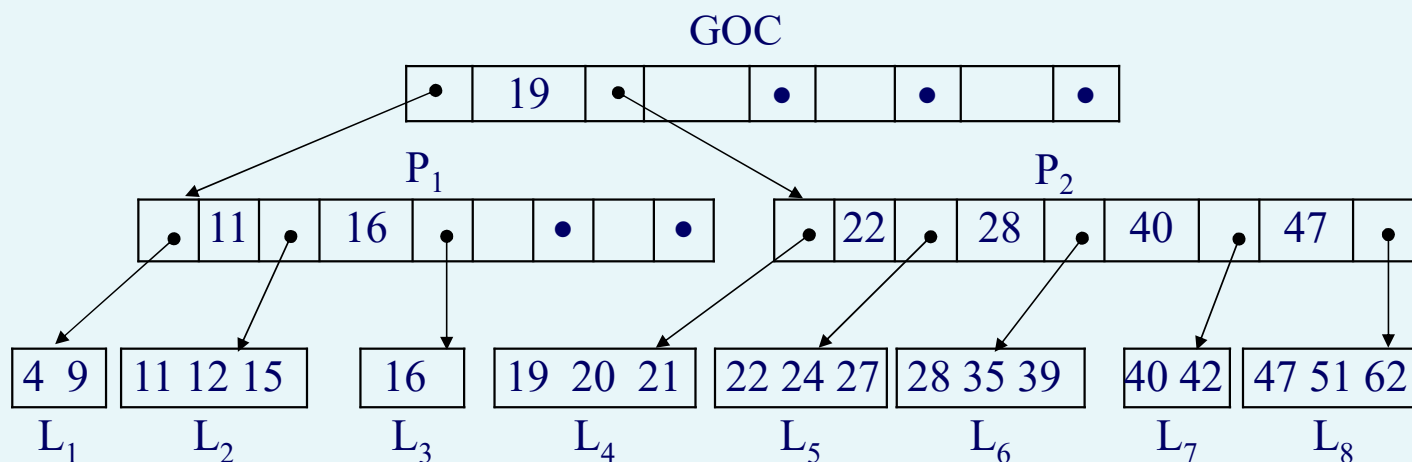 GOC
19
P₁ P₂
11 16 22 28 40 47
4 9 11 12 15 16 19 20 21 22 24 27 28 35 39 40 42 47 51 62
L₁ L₂ L₃ L₄ L₅ L₆ L₇ L₈